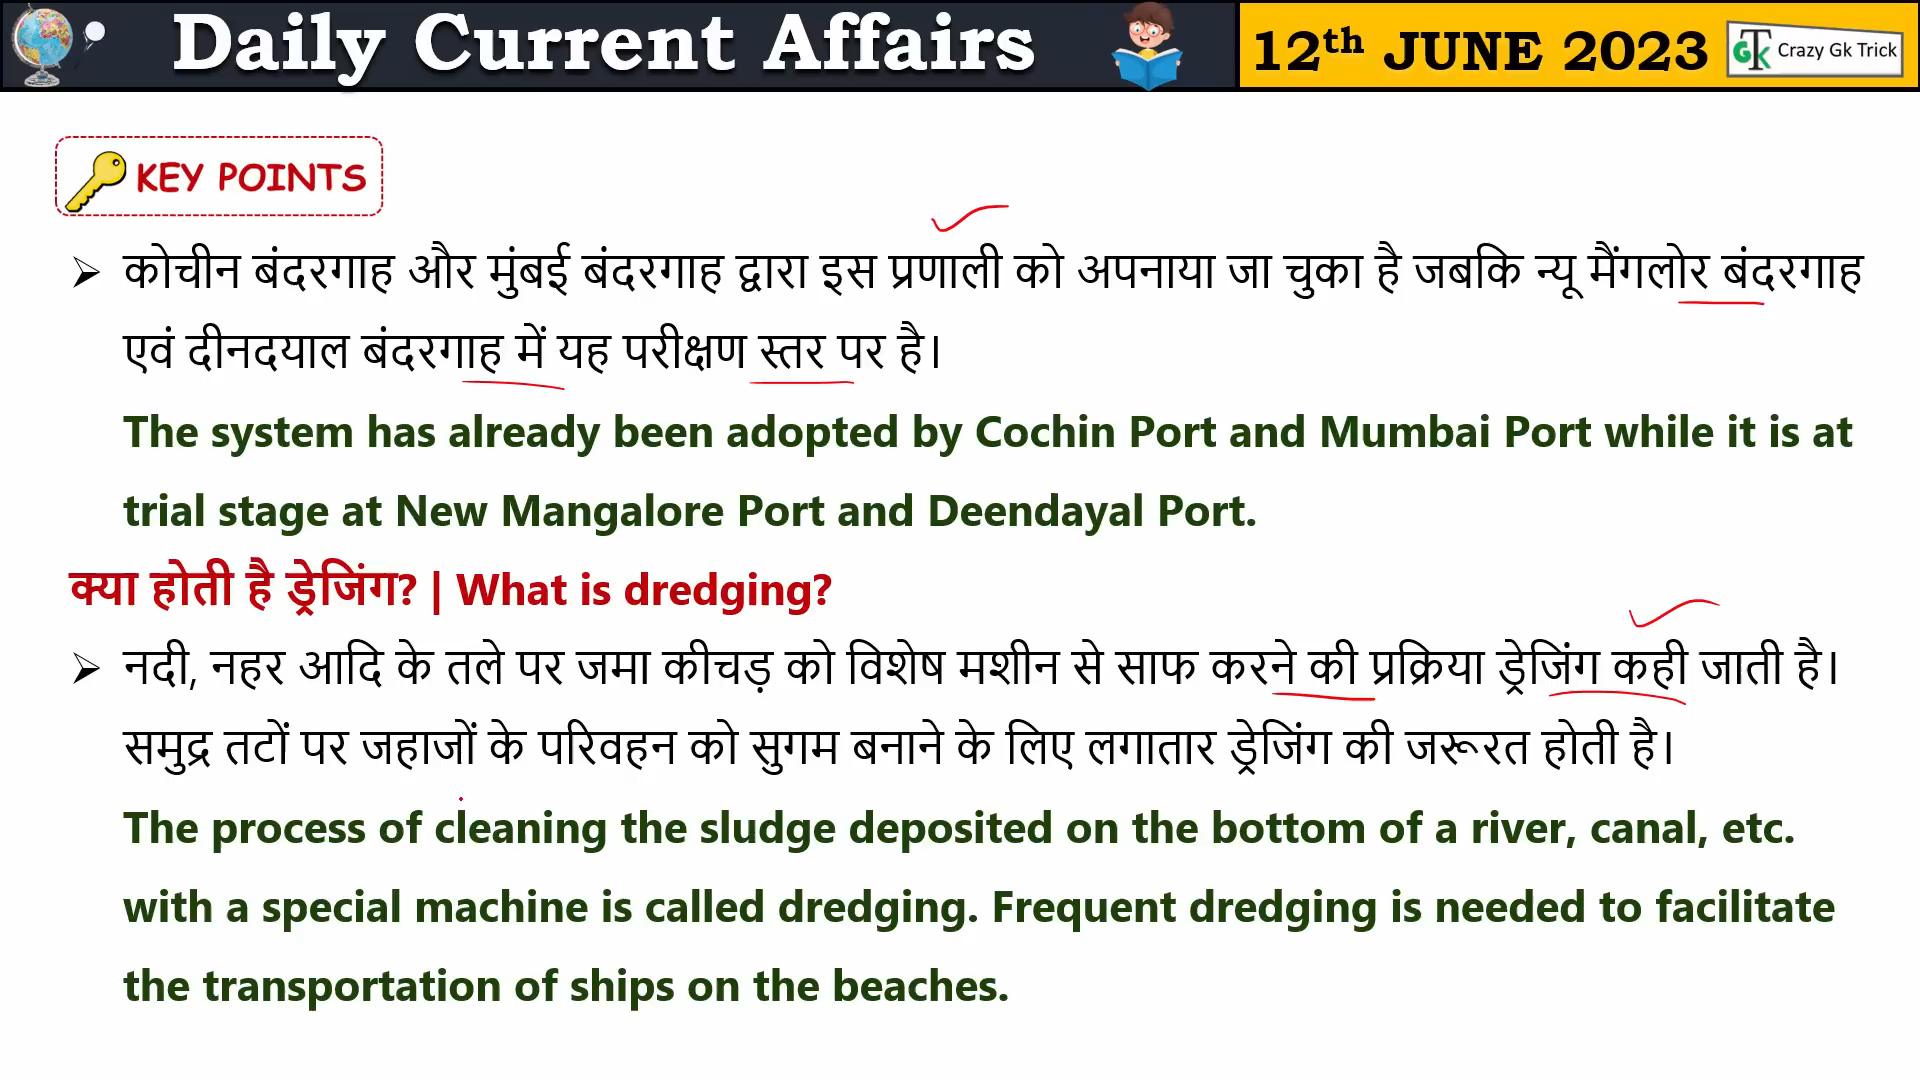 Daily Current Affairs
12th JUNE 2023
GTK Crazy Gk Trick
KEY POINTS
➢ कोचीन बंदरगाह और मुंबई बंदरगाह द्वारा इस प्रणाली को अपनाया जा चुका है जबकि न्यू मैंगलोर बंदरगाह
एवं दीनदयाल बंदरगाह में यह परीक्षण स्तर पर है।
The system has already been adopted by Cochin Port and Mumbai Port while it is at
trial stage at New Mangalore Port and Deendayal Port.
क्या होती है ड्रेजिंग? | What is dredging?
➢ नदी, नहर आदि के तले पर जमा कीचड़ को विशेष मशीन से साफ करने की प्रक्रिया ड्रेजिंग कही जाती है।
समुद्र तटों पर जहाजों के परिवहन को सुगम बनाने के लिए लगातार ड्रेजिंग की जरूरत होती है।
The process of cleaning the sludge deposited on the bottom of a river, canal, etc.
with a special machine is called dredging. Frequent dredging is needed to facilitate
the transportation of ships on the beaches.